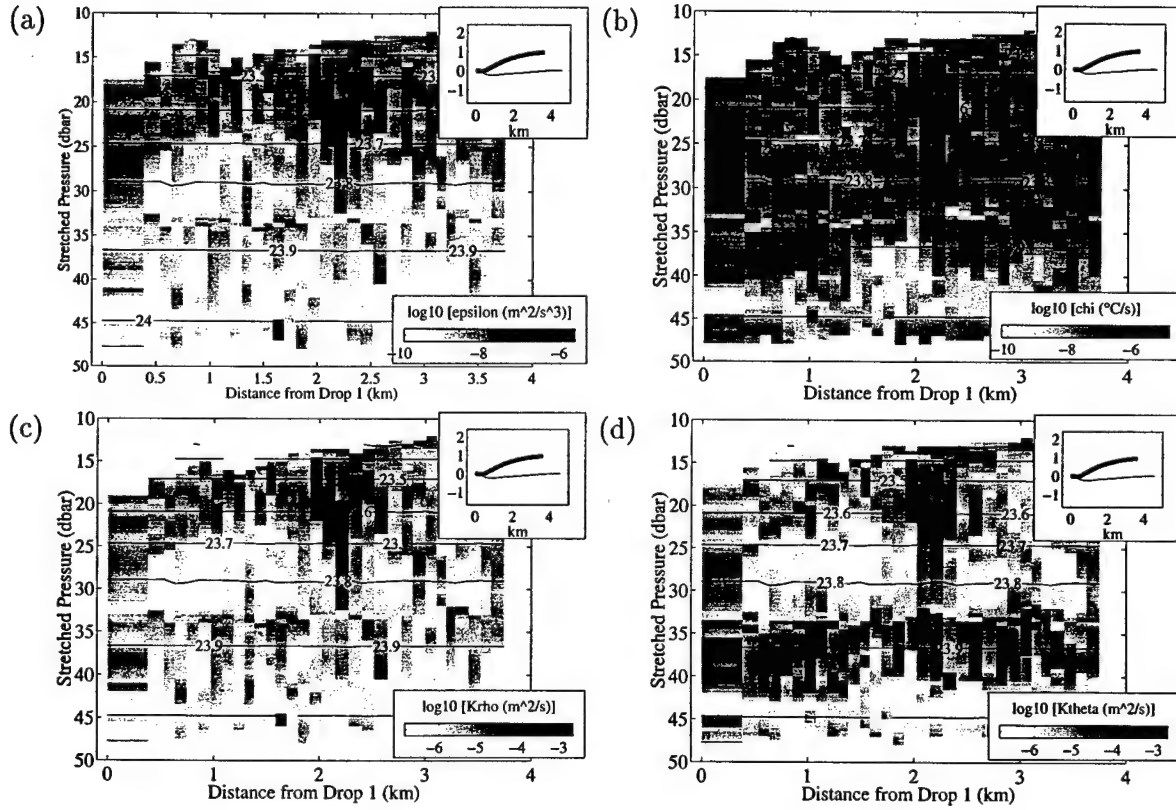 (a)
10
15
20
25
30
35
40
45
50
Stretched Pressure (dbar)
23.7
23.8
23.9
24
2
1
0
−1
0 2 4
km
log10 [epsilon (m^2/s^3)]
−10 −8 −6
0 0.5 1 1.5 2 2.5 3 3.5 4
Distance from Drop 1 (km)
(b)
10
15
20
25
30
35
40
45
50
Stretched Pressure (dbar)
23.7
23.8
2
1
0
−1
0 2 4
km
log10 [chi (°C/s)]
−10 −8 −6
0 1 2 3 4
Distance from Drop 1 (km)
(c)
10
15
20
25
30
35
40
45
50
Stretched Pressure (dbar)
23.5
23.7
23.8
23.9
23.9
2
1
0
−1
0 2 4
km
log10 [Krho (m^2/s)]
−6 −5 −4 −3
0 1 2 3 4
Distance from Drop 1 (km)
(d)
10
15
20
25
30
35
40
45
50
Stretched Pressure (dbar)
23.6
23.6
23.7
23.7
23.8
23.8
23.9
2
1
0
−1
0 2 4
km
log10 [Ktheta (m^2/s)]
−6 −5 −4 −3
0 1 2 3 4
Distance from Drop 1 (km)